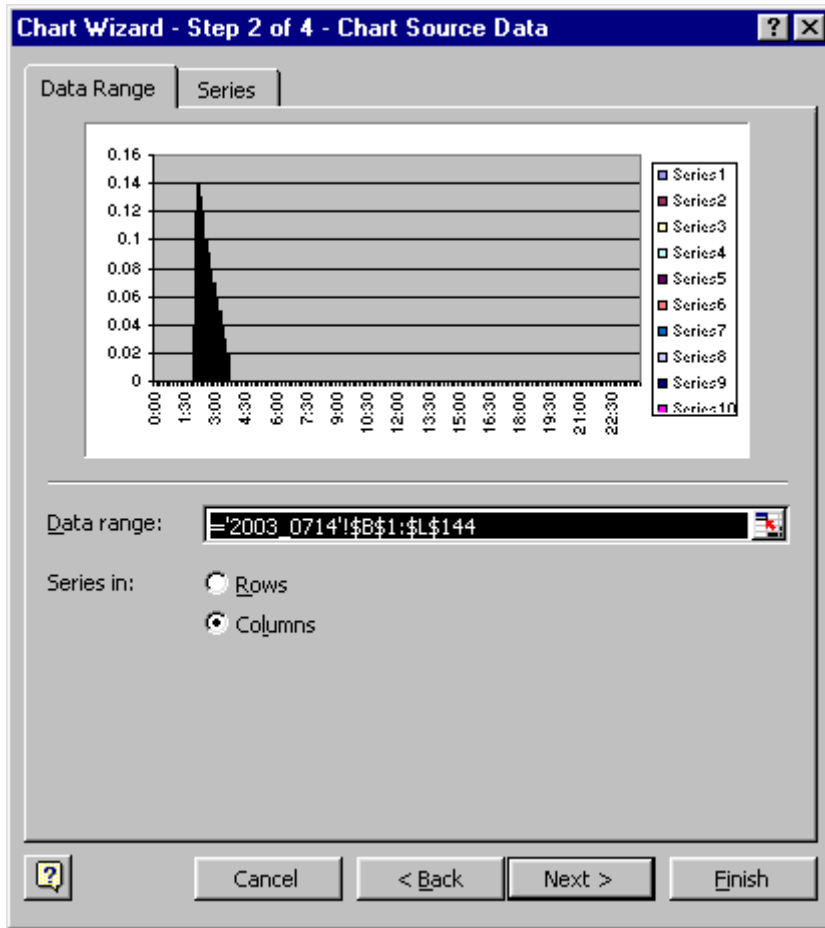 Chart Wizard - Step 2 of 4 - Chart Source Data
Data Range
Series
0.16
0.14
0.12
0.1
0.08
0.06
0.04
0.02
0
0:00 1:30 3:00 4:30 6:00 7:30 9:00 10:30 12:00 13:30 15:00 16:30 18:00 19:30 21:00 22:30
Series1
Series2
Series3
Series4
Series5
Series6
Series7
Series8
Series9
Series10
Data range:
='2003_0714'!$B$1:$L$144
Series in:
Rows
Columns
Cancel
< Back
Next >
Finish